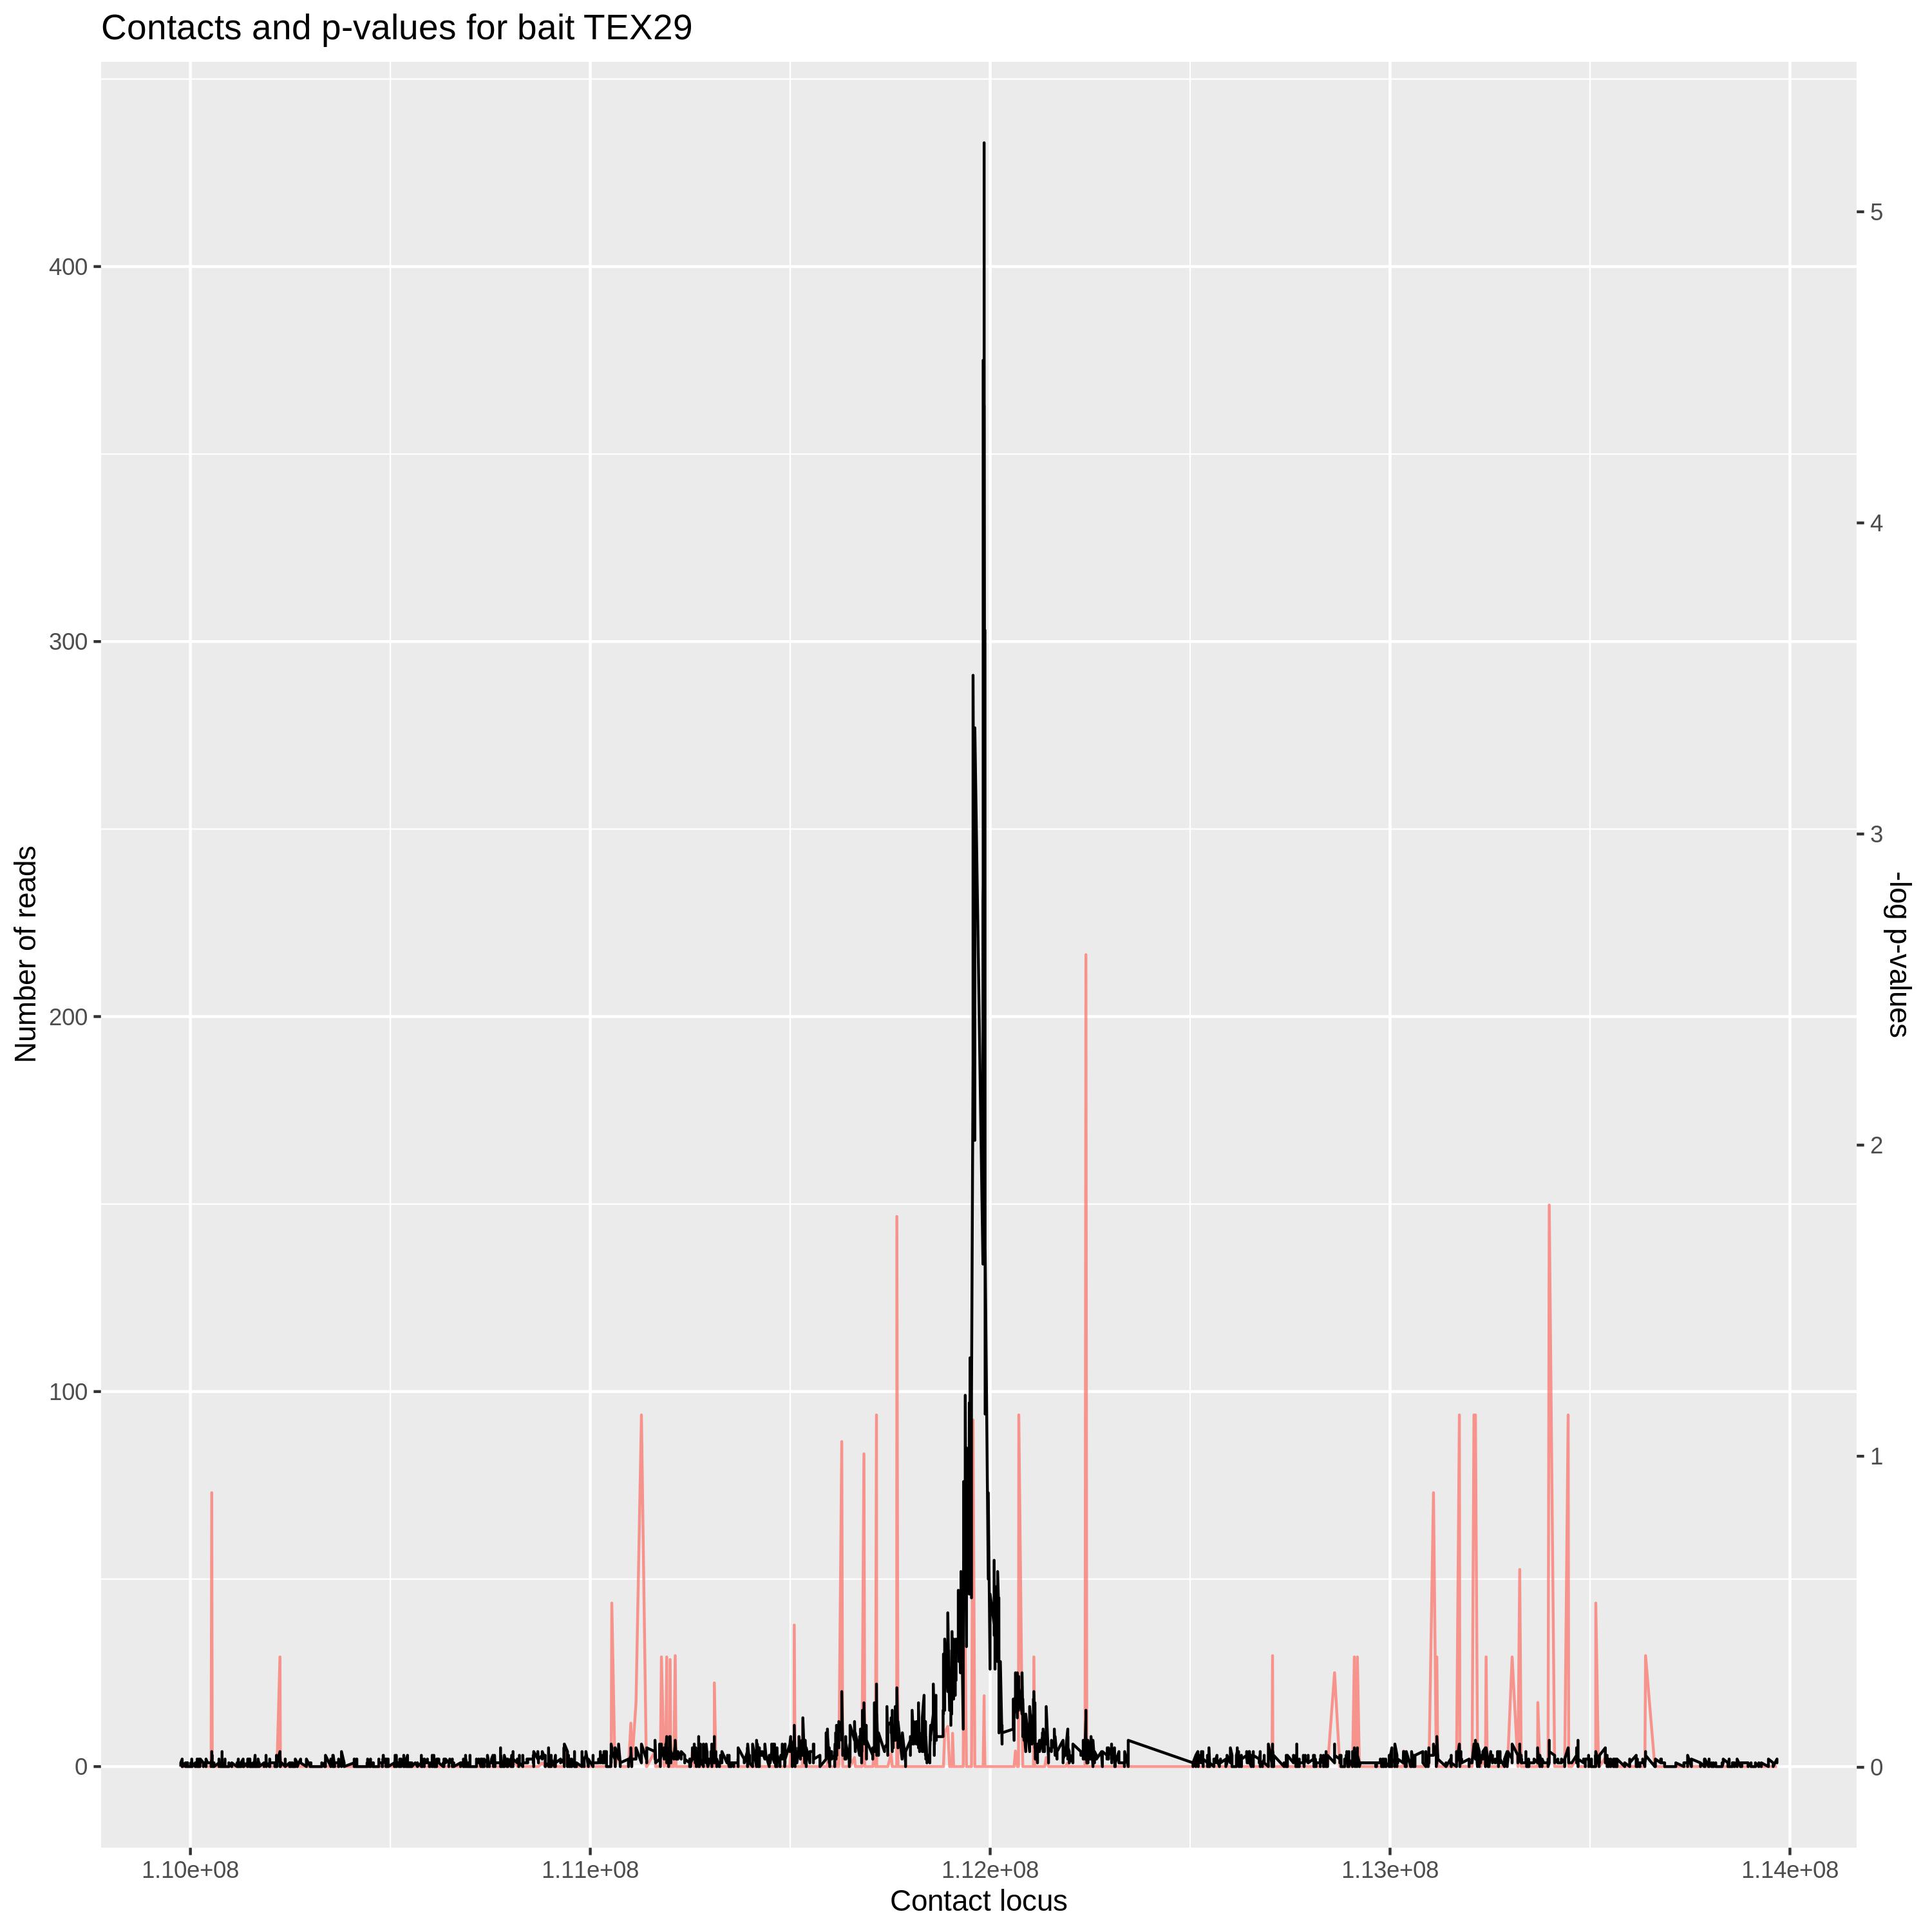 Contacts and p-values for bait TEX29
400
300
200
100
0
Number of reads
5
4
3
2
1
0
-log p-values
1.10e+08
1.11e+08
1.12e+08
1.13e+08
1.14e+08
Contact locus